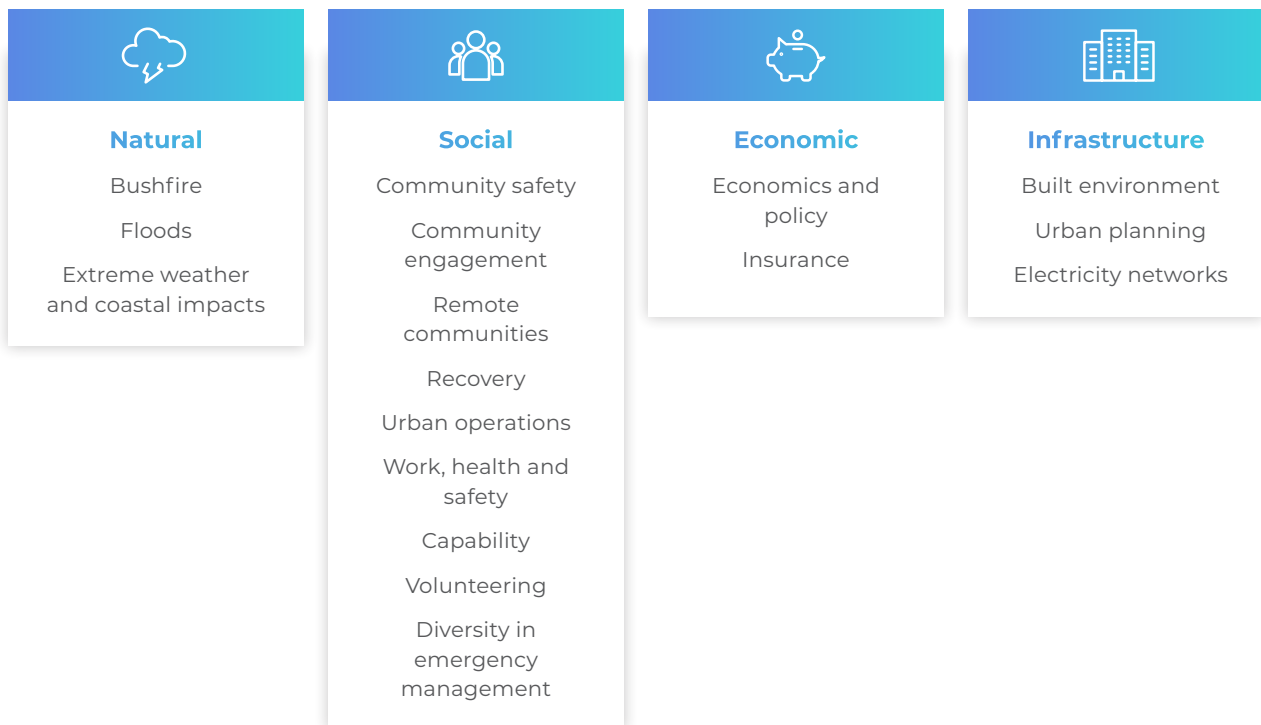 Natural
Bushfire
Floods
Extreme weather
and coastal impacts
Social
Community safety
Community
engagement
Remote
communities
Recovery
Urban operations
Work, health and
safety
Capability
Volunteering
Diversity in
emergency
management
Economic
Economics and
policy
Insurance
Infrastructure
Built environment
Urban planning
Electricity networks